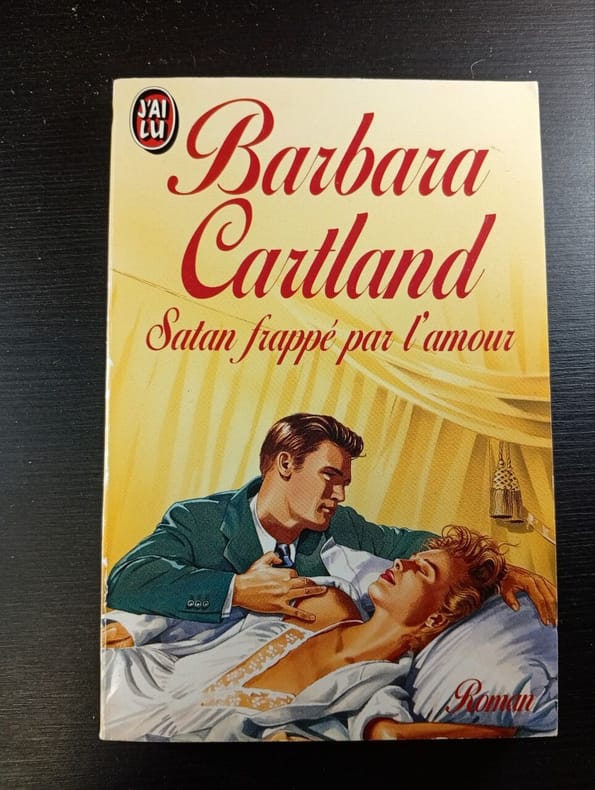 J'AI
LU
Barbara
Cartland
Satan frappé par l'amour
Roman